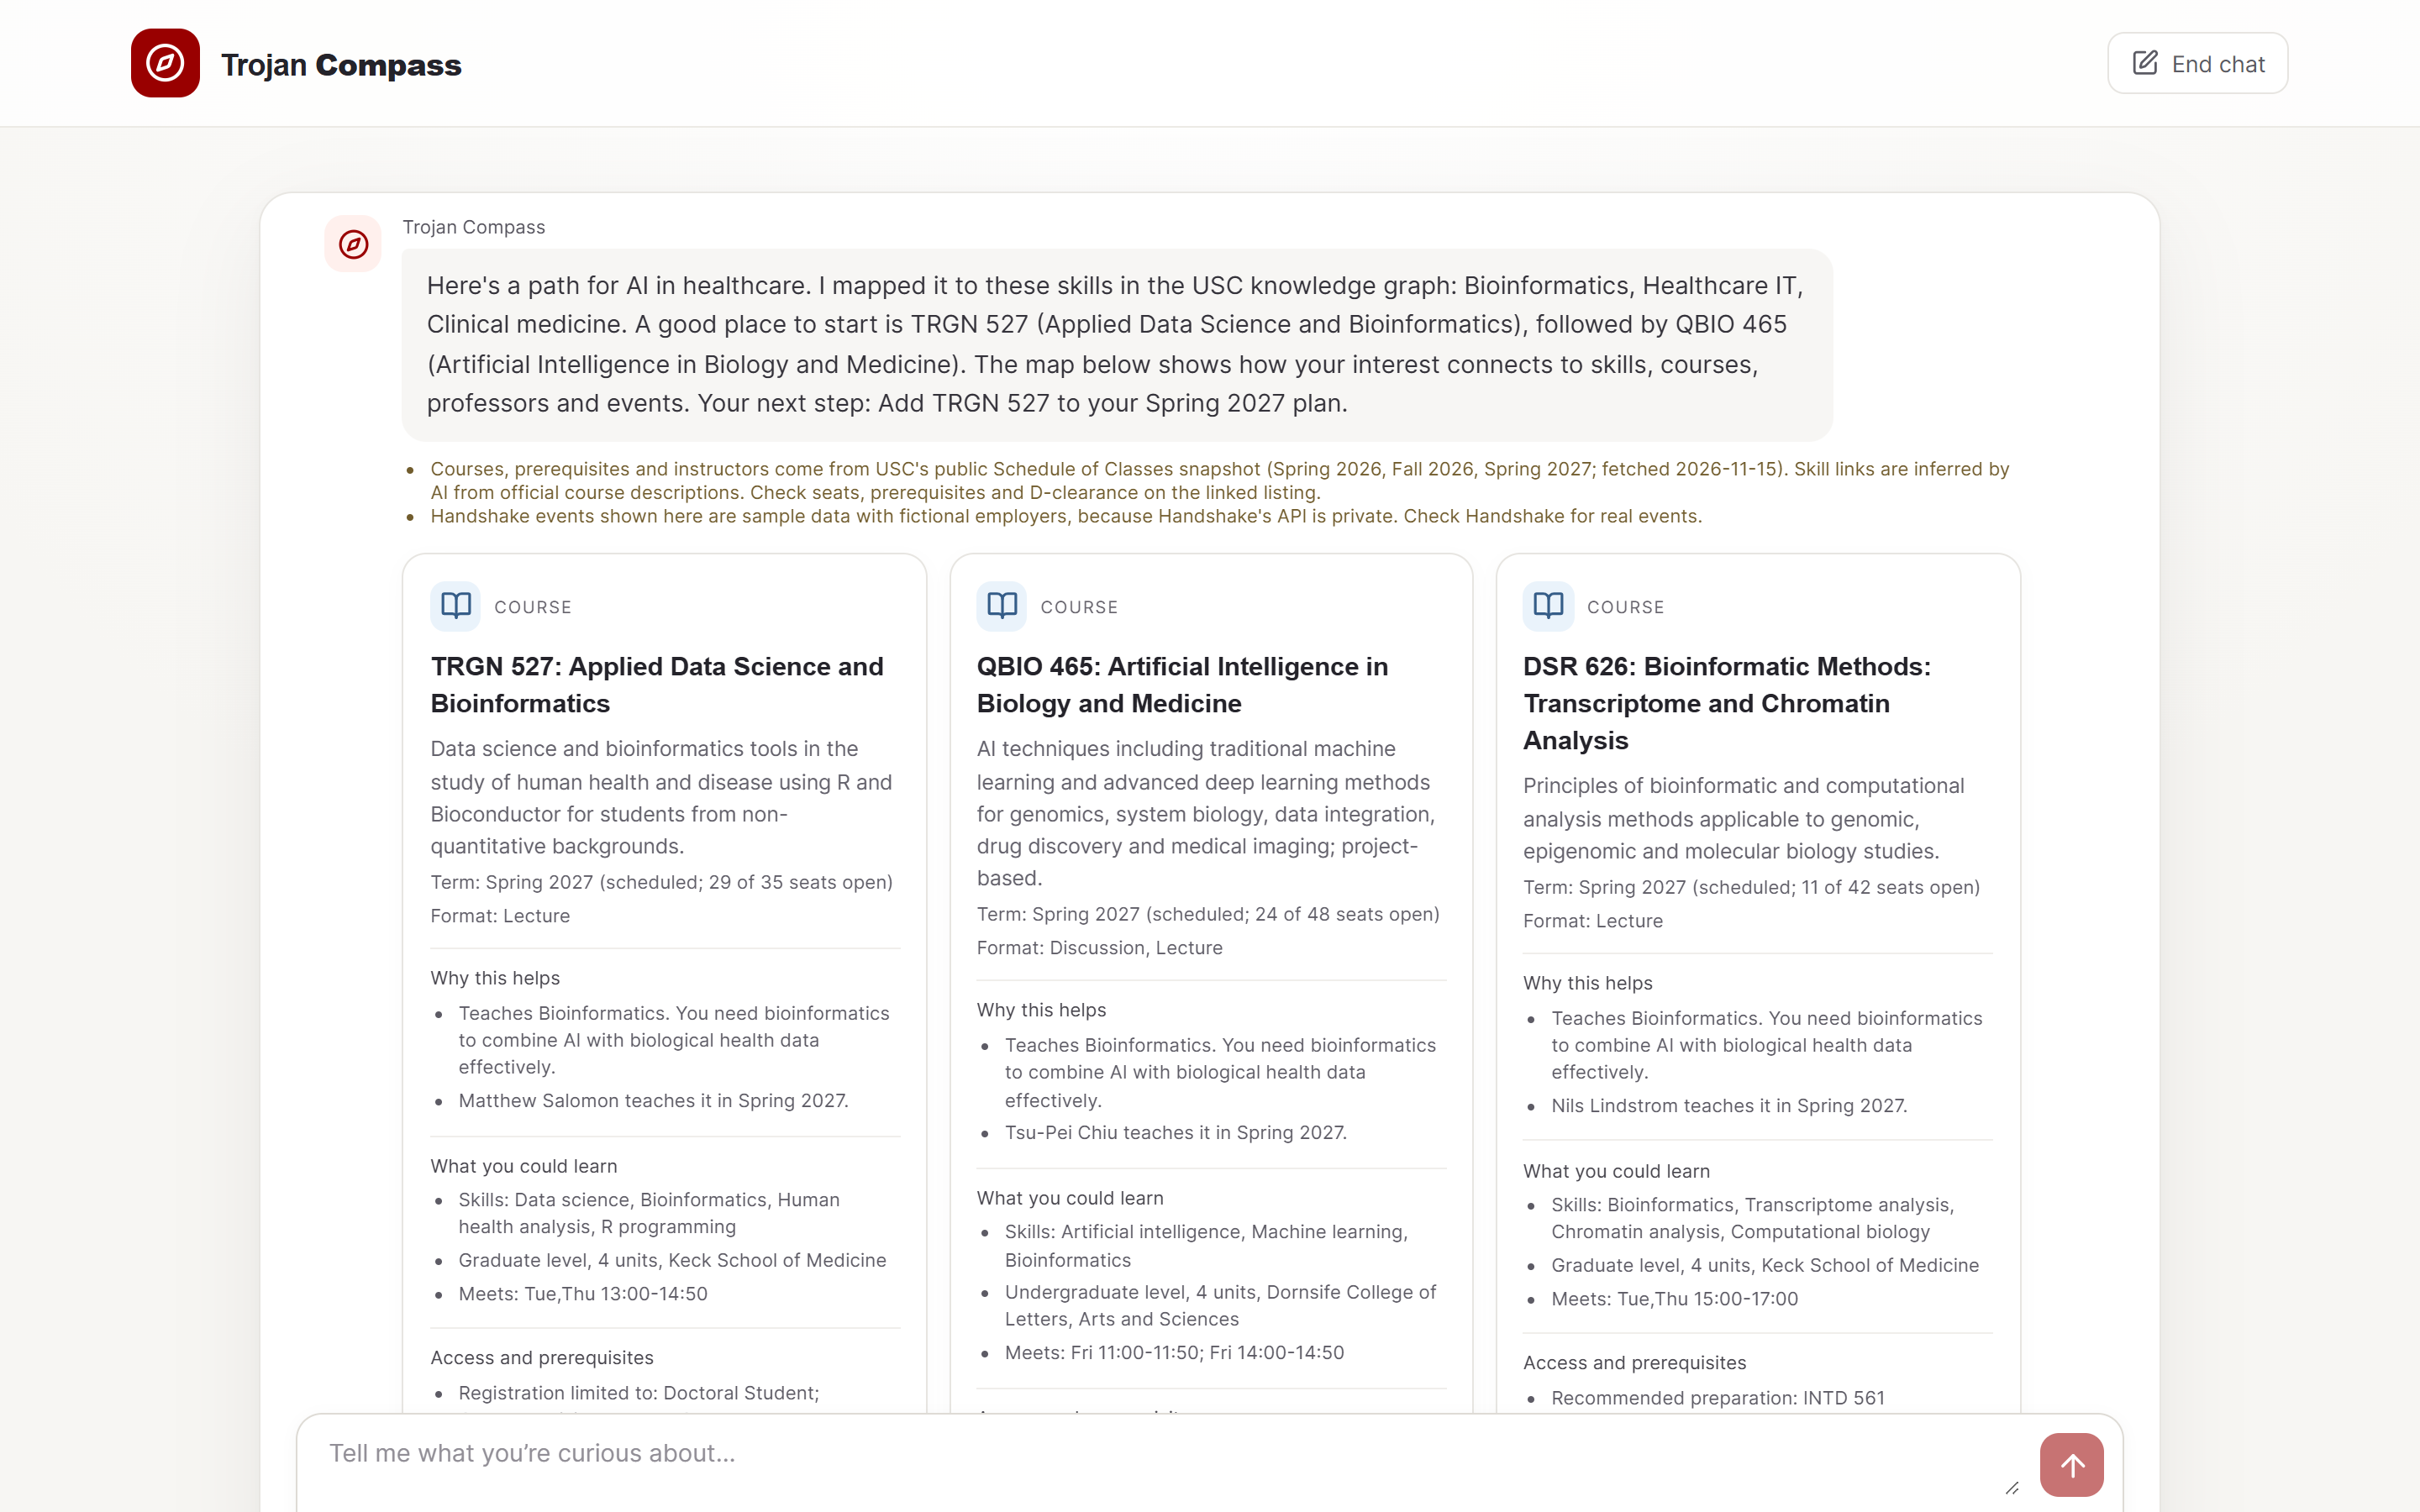 Trojan Compass
End chat
Trojan Compass
Here's a path for AI in healthcare. I mapped it to these skills in the USC knowledge graph: Bioinformatics, Healthcare IT,
Clinical medicine. A good place to start is TRGN 527 (Applied Data Science and Bioinformatics), followed by QBIO 465
(Artificial Intelligence in Biology and Medicine). The map below shows how your interest connects to skills, courses,
professors and events. Your next step: Add TRGN 527 to your Spring 2027 plan.
• Courses, prerequisites and instructors come from USC's public Schedule of Classes snapshot (Spring 2026, Fall 2026, Spring 2027; fetched 2026-11-15). Skill links are inferred by
AI from official course descriptions. Check seats, prerequisites and D-clearance on the linked listing.
• Handshake events shown here are sample data with fictional employers, because Handshake's API is private. Check Handshake for real events.
COURSE
TRGN 527: Applied Data Science and
Bioinformatics
Data science and bioinformatics tools in the
study of human health and disease using R and
Bioconductor for students from non-
quantitative backgrounds.
Term: Spring 2027 (scheduled; 29 of 35 seats open)
Format: Lecture
Why this helps
• Teaches Bioinformatics. You need bioinformatics
to combine AI with biological health data
effectively.
• Matthew Salomon teaches it in Spring 2027.
What you could learn
• Skills: Data science, Bioinformatics, Human
health analysis, R programming
• Graduate level, 4 units, Keck School of Medicine
• Meets: Tue,Thu 13:00-14:50
Access and prerequisites
• Registration limited to: Doctoral Student;
COURSE
QBIO 465: Artificial Intelligence in
Biology and Medicine
AI techniques including traditional machine
learning and advanced deep learning methods
for genomics, system biology, data integration,
drug discovery and medical imaging; project-
based.
Term: Spring 2027 (scheduled; 24 of 48 seats open)
Format: Discussion, Lecture
Why this helps
• Teaches Bioinformatics. You need bioinformatics
to combine AI with biological health data
effectively.
• Tsu-Pei Chiu teaches it in Spring 2027.
What you could learn
• Skills: Artificial intelligence, Machine learning,
Bioinformatics
• Undergraduate level, 4 units, Dornsife College of
Letters, Arts and Sciences
• Meets: Fri 11:00-11:50; Fri 14:00-14:50
COURSE
DSR 626: Bioinformatic Methods:
Transcriptome and Chromatin
Analysis
Principles of bioinformatic and computational
analysis methods applicable to genomic,
epigenomic and molecular biology studies.
Term: Spring 2027 (scheduled; 11 of 42 seats open)
Format: Lecture
Why this helps
• Teaches Bioinformatics. You need bioinformatics
to combine AI with biological health data
effectively.
• Nils Lindstrom teaches it in Spring 2027.
What you could learn
• Skills: Bioinformatics, Transcriptome analysis,
Chromatin analysis, Computational biology
• Graduate level, 4 units, Keck School of Medicine
• Meets: Tue,Thu 15:00-17:00
Access and prerequisites
• Recommended preparation: INTD 561
Tell me what you’re curious about...